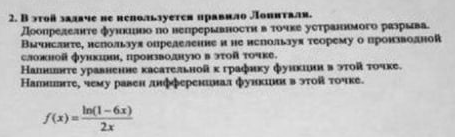 2. В этой задаче не используется правило Лопиталя.
Доопределите функцию по непрерывности в точке устранимого разрыва.
Вычислите, используя определение и не используя теорему о производной
сложной функции, производную в этой точке.
Напишите уравнение касательной к графику функции в этой точке.
Напишите, чему равен дифференциал функции в этой точке.
f(x) = ln(1 − 6x) / 2x